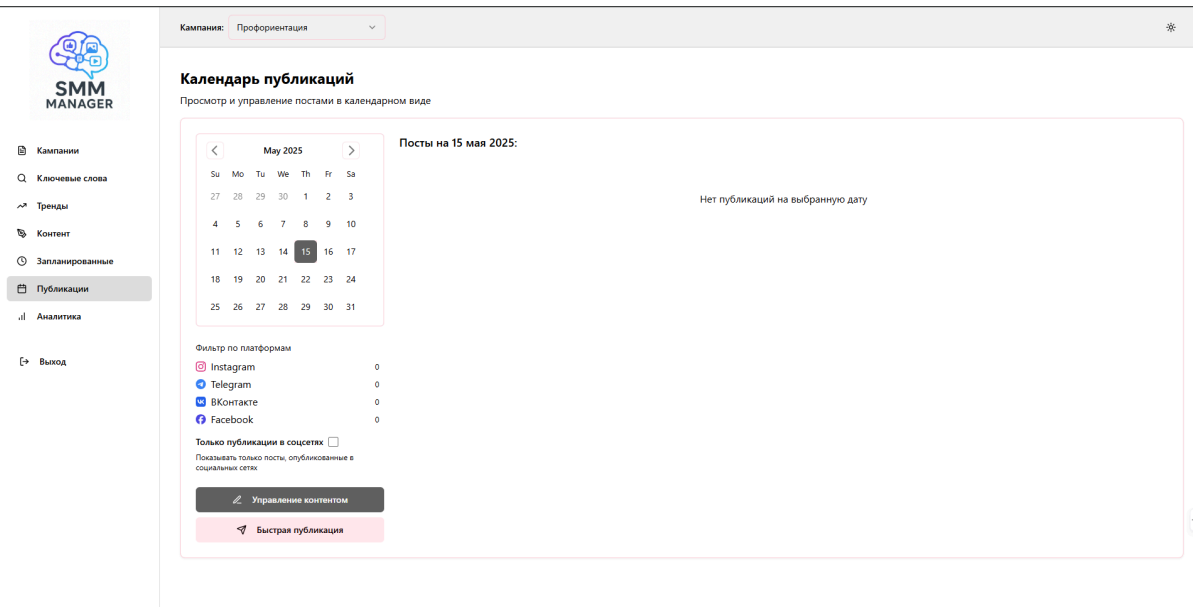 SMM
MANAGER
Кампании
Ключевые слова
Тренды
Контент
Запланированные
Публикации
Аналитика
Выход
Кампания: Профориентация
Календарь публикаций
Просмотр и управление постами в календарном виде
May 2025
Su Mo Tu We Th Fr Sa
27 28 29 30 1 2 3
4 5 6 7 8 9 10
11 12 13 14 15 16 17
18 19 20 21 22 23 24
25 26 27 28 29 30 31
Фильтр по платформам
Instagram 0
Telegram 0
ВКонтакте 0
Facebook 0
Только публикации в соцсетях
Показывать только посты, опубликованные в
социальных сетях
Управление контентом
Быстрая публикация
Посты на 15 мая 2025:
Нет публикаций на выбранную дату